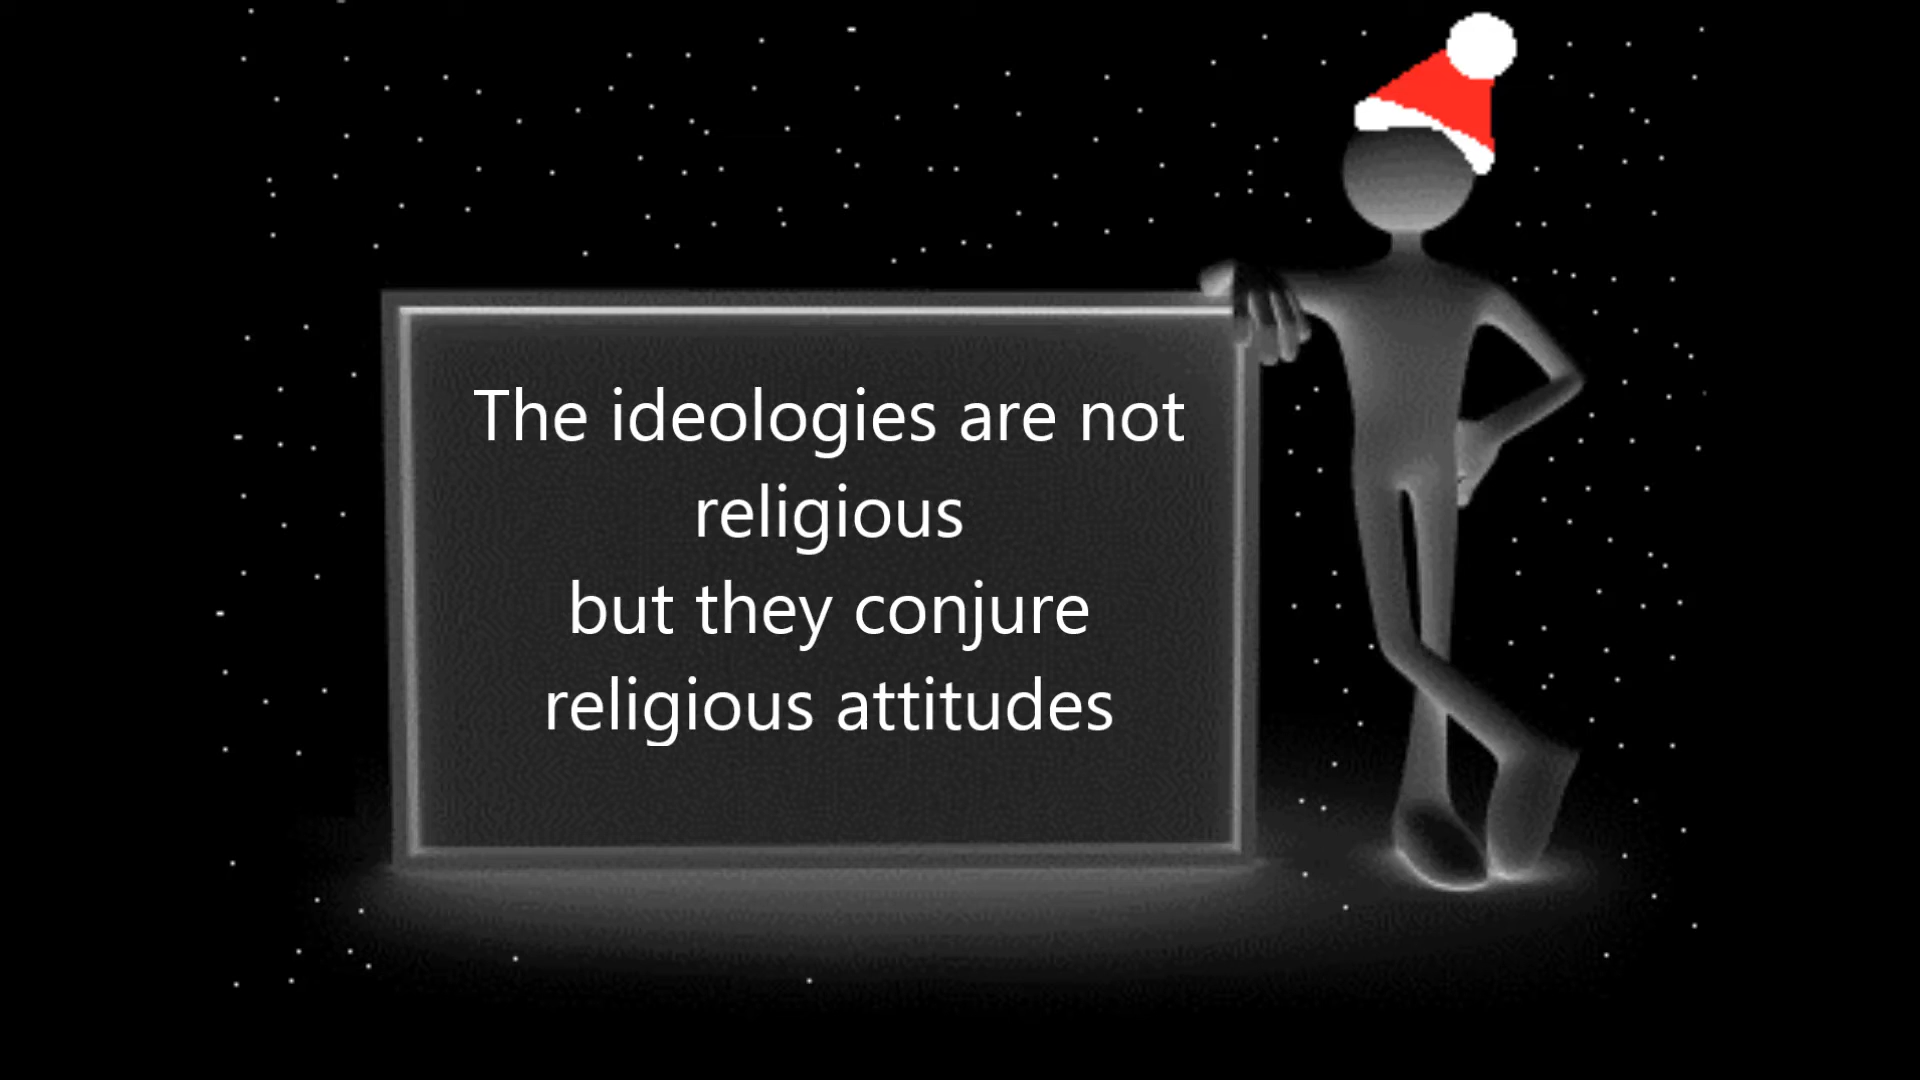 The ideologies are not
religious
but they conjure
religious attitudes